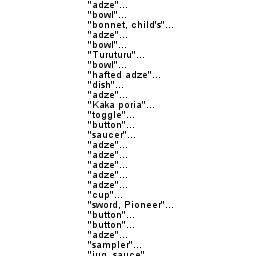 "adze"...
"bowl"...
"bonnet, child's"...
"adze"...
"bowl"...
"Turuturu"...
"bowl"...
"hafted adze"...
"dish"...
"adze"...
"Kaka poria"...
"toggle"...
"button"...
"saucer"...
"adze"...
"adze"...
"adze"...
"adze"...
"adze"...
"cup"...
"sword, Pioneer"...
"button"...
"button"...
"adze"...
"sampler"...
"jug, sauce"